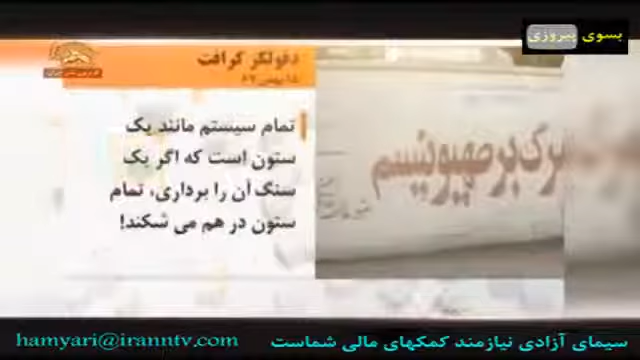 بسوی پیروزی
دفولکر کرافت
تمام سیستم مانند یک
ستون است که اگر یک
سنگ آن را برداری، تمام
ستون در هم می شکند!
مرگ بر صهیونیسم
سیمای آزادی نیازمند کمکهای مالی شماست hamyari@iranntv.com